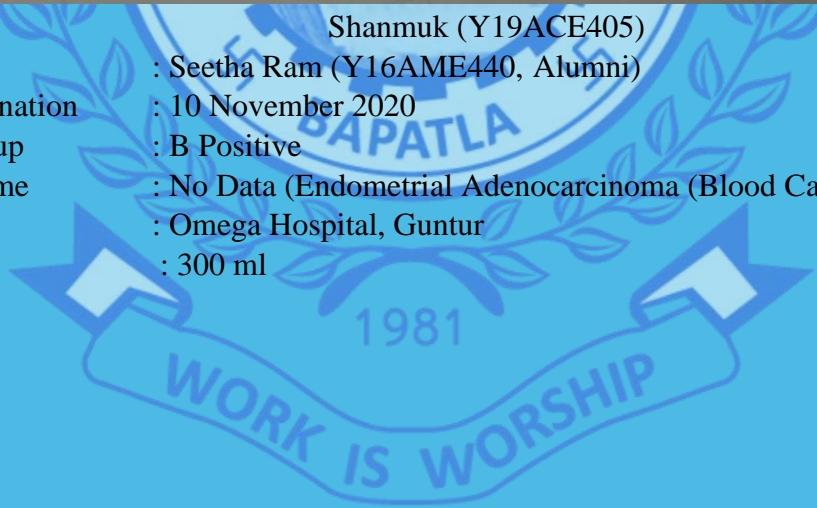 Shanmuk (Y19ACE405)
: Seetha Ram (Y16AME440, Alumni)
nation : 10 November 2020
up : B Positive
me : No Data (Endometrial Adenocarcinoma (Blood Ca
: Omega Hospital, Guntur
: 300 ml
BAPATLA
1981
WORK IS WORSHIP